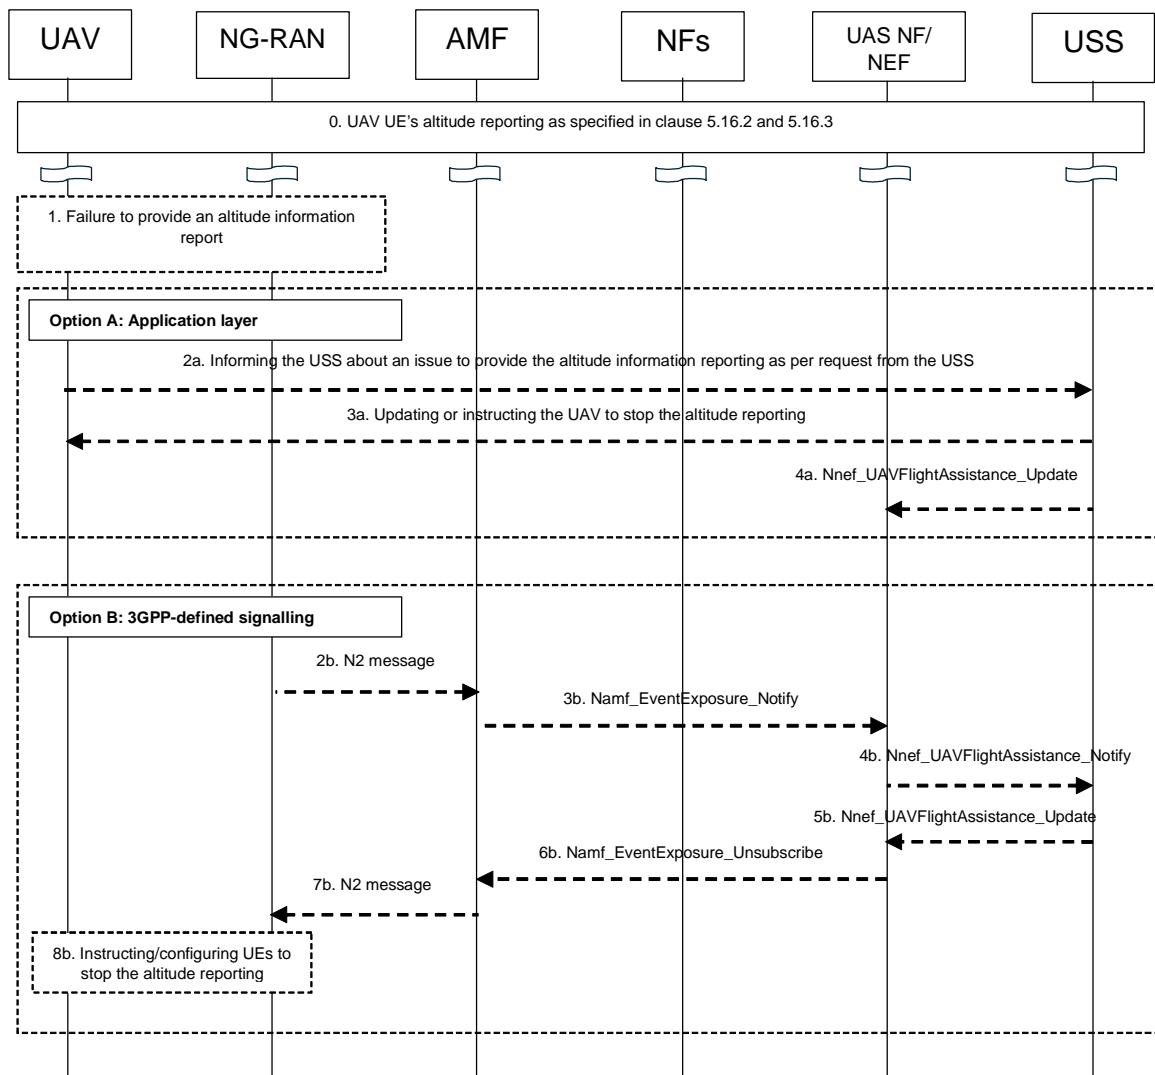 UAV
NG-RAN
AMF
NFs
UAS NF/
NEF
USS
0. UAV UE's altitude reporting as specified in clause 5.16.2 and 5.16.3
1. Failure to provide an altitude information
report
Option A: Application layer
2a. Informing the USS about an issue to provide the altitude information reporting as per request from the USS
3a. Updating or instructing the UAV to stop the altitude reporting
4a. Nnef_UAVFlightAssistance_Update
Option B: 3GPP-defined signalling
2b. N2 message
3b. Namf_EventExposure_Notify
4b. Nnef_UAVFlightAssistance_Notify
5b. Nnef_UAVFlightAssistance_Update
6b. Namf_EventExposure_Unsubscribe
7b. N2 message
8b. Instructing/configuring UEs to
stop the altitude reporting